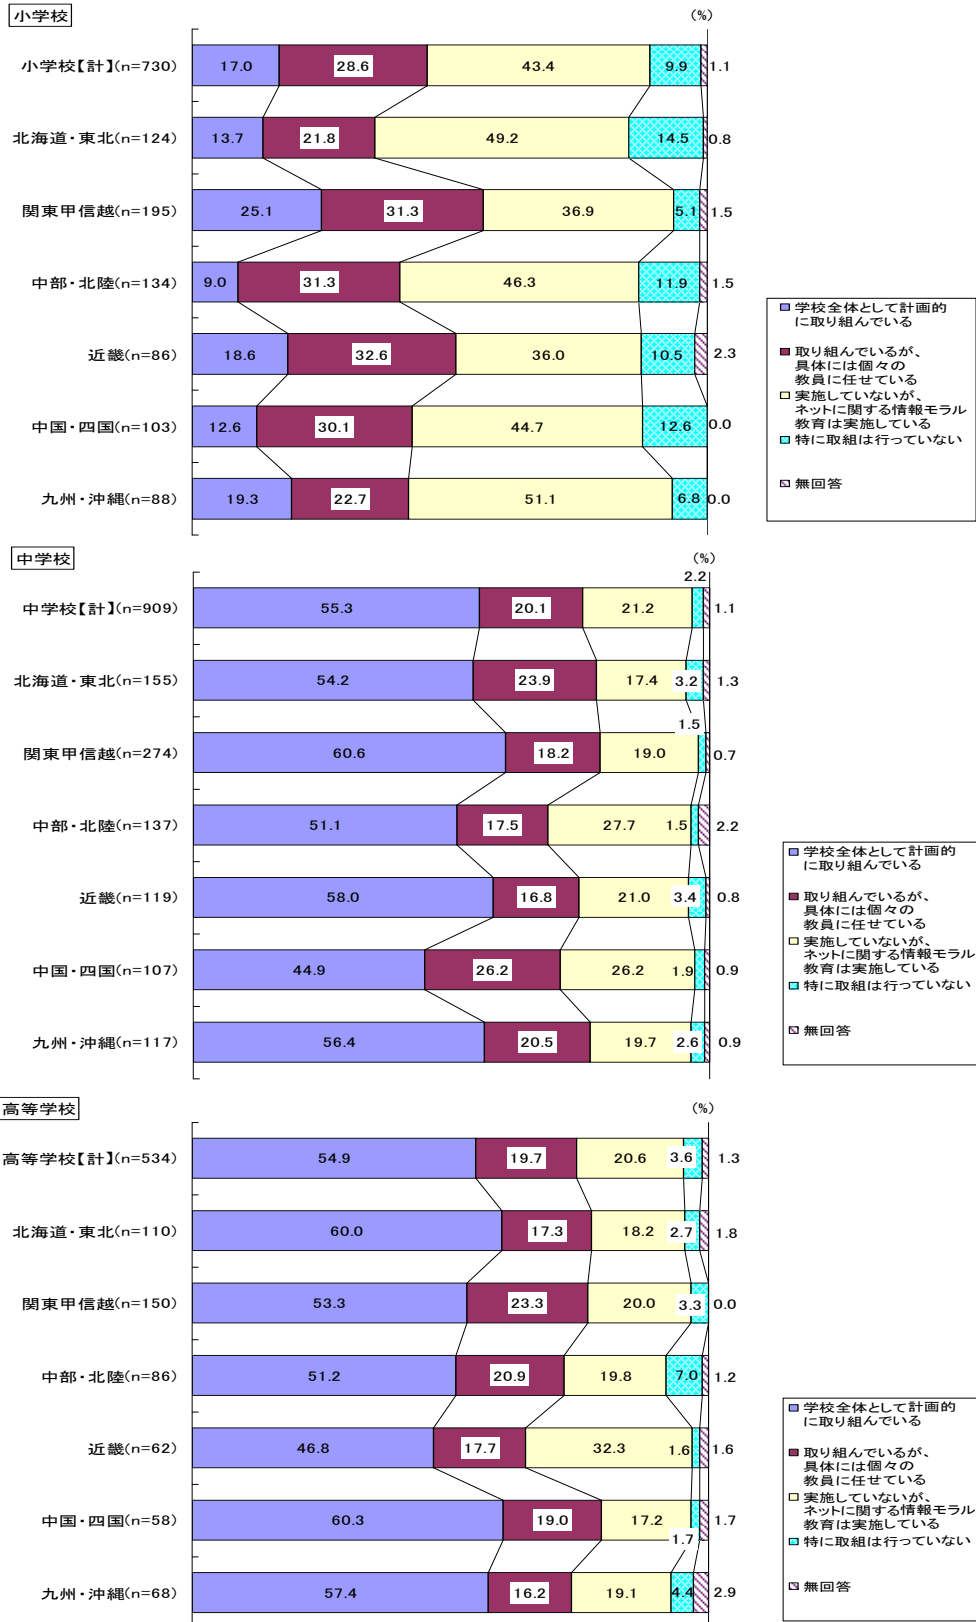 小学校
(%)
小学校【計】(n=730) 17.0 28.6 43.4 9.9 1.1
北海道・東北(n=124) 13.7 21.8 49.2 14.5 0.8
関東甲信越(n=195) 25.1 31.3 36.9 5.1 1.5
中部・北陸(n=134) 9.0 31.3 46.3 11.9 1.5
近畿(n=86) 18.6 32.6 36.0 10.5 2.3
中国・四国(n=103) 12.6 30.1 44.7 12.6 0.0
九州・沖縄(n=88) 19.3 22.7 51.1 6.8 0.0
学校全体として計画的
に取り組んでいる
取り組んでいるが、
具体には個々の
教員に任せている
実施していないが、
ネットに関する情報モラル
教育は実施している
特に取組は行っていない
無回答
中学校
(%)
中学校【計】(n=909) 55.3 20.1 21.2 2.2 1.1
北海道・東北(n=155) 54.2 23.9 17.4 3.2 1.3
関東甲信越(n=274) 60.6 18.2 19.0 1.5 0.7
中部・北陸(n=137) 51.1 17.5 27.7 1.5 2.2
近畿(n=119) 58.0 16.8 21.0 3.4 0.8
中国・四国(n=107) 44.9 26.2 26.2 1.9 0.9
九州・沖縄(n=117) 56.4 20.5 19.7 2.6 0.9
学校全体として計画的
に取り組んでいる
取り組んでいるが、
具体には個々の
教員に任せている
実施していないが、
ネットに関する情報モラル
教育は実施している
特に取組は行っていない
無回答
高等学校
(%)
高等学校【計】(n=534) 54.9 19.7 20.6 3.6 1.3
北海道・東北(n=110) 60.0 17.3 18.2 2.7 1.8
関東甲信越(n=150) 53.3 23.3 20.0 3.3 0.0
中部・北陸(n=86) 51.2 20.9 19.8 7.0 1.2
近畿(n=62) 46.8 17.7 32.3 1.6 1.6
中国・四国(n=58) 60.3 19.0 17.2 1.7 1.7
九州・沖縄(n=68) 57.4 16.2 19.1 4.4 2.9
学校全体として計画的
に取り組んでいる
取り組んでいるが、
具体には個々の
教員に任せている
実施していないが、
ネットに関する情報モラル
教育は実施している
特に取組は行っていない
無回答